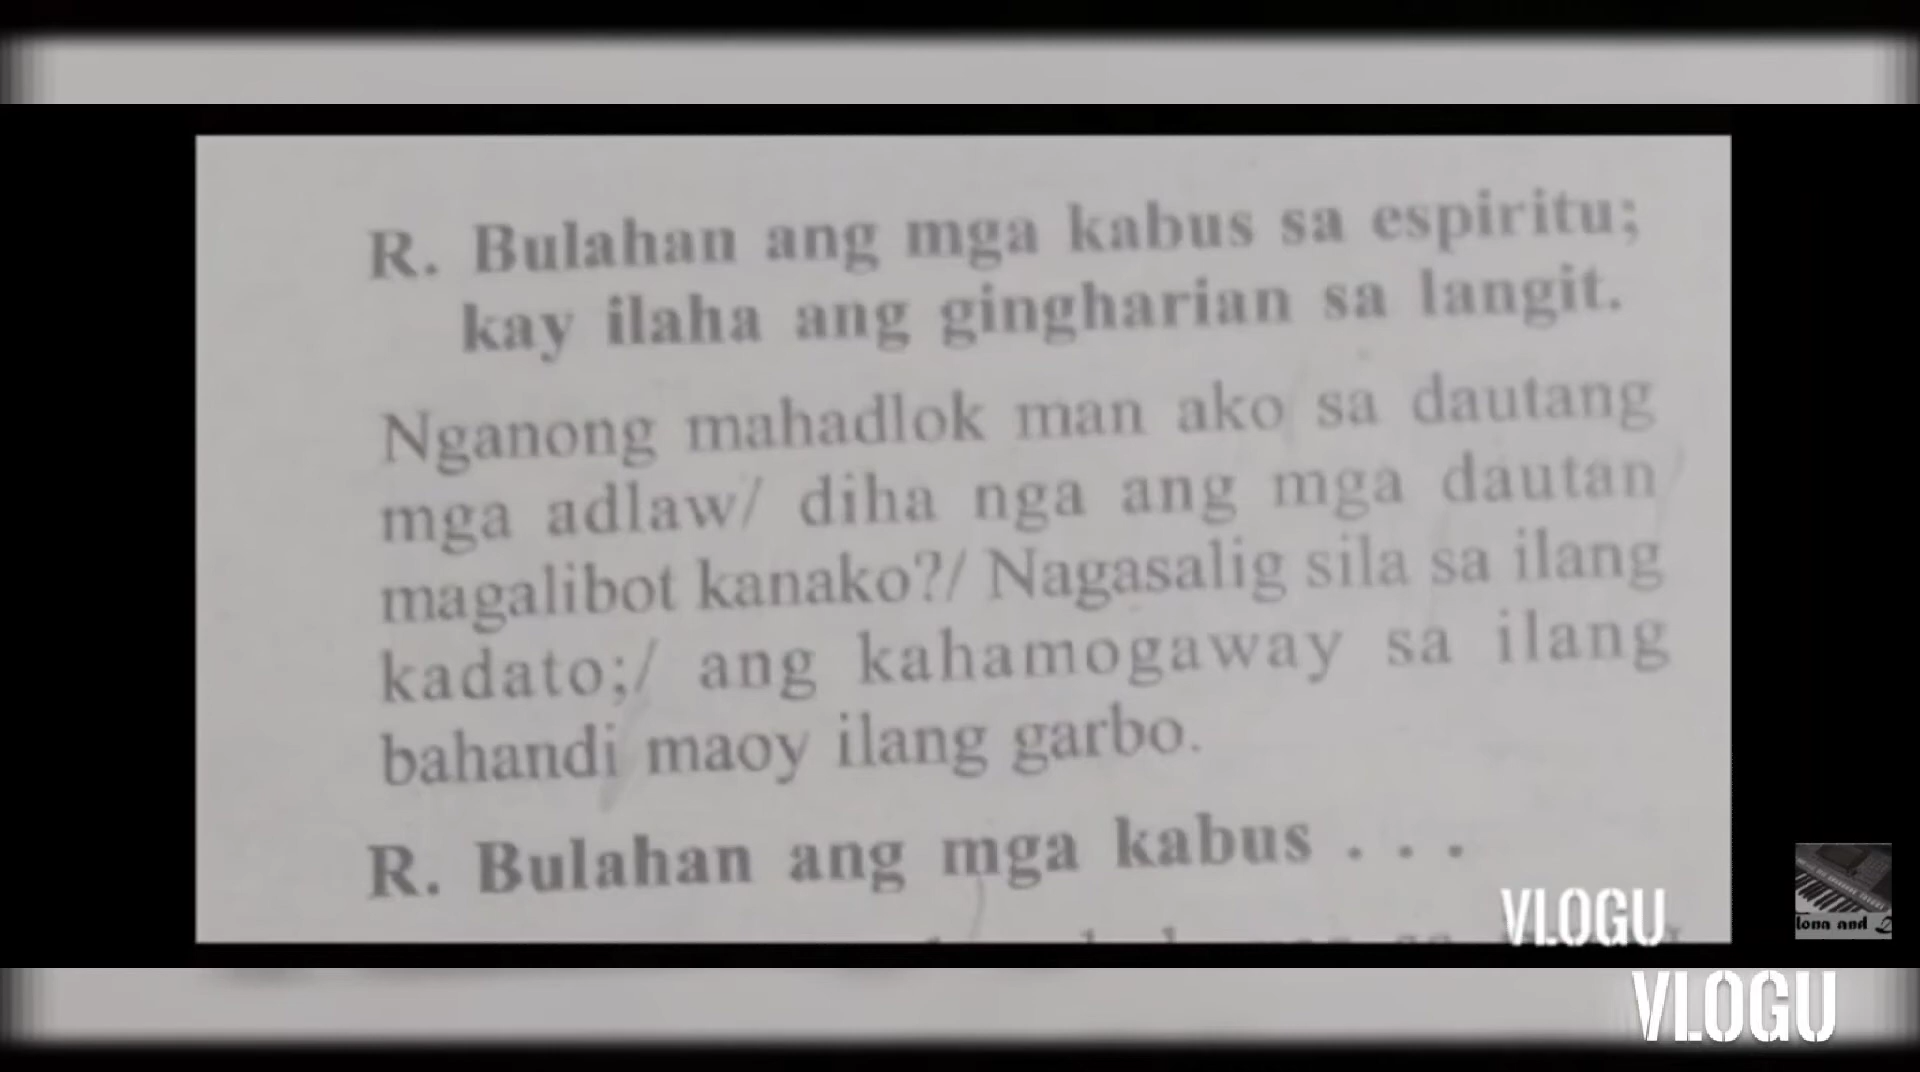 R. Bulahan ang mga kabus sa espiritu;
kay ilaha ang gingharian sa langit.
Nganong mahadlok man ako sa dautang
mga adlaw/ diha nga ang mga dautan
magalibot kanako?/ Nagasalig sila sa ilang
kadato;/ ang kahamogaway sa ilang
bahandi maoy ilang garbo.
R. Bulahan ang mga kabus . . .
VLOGU
and
VLOGU